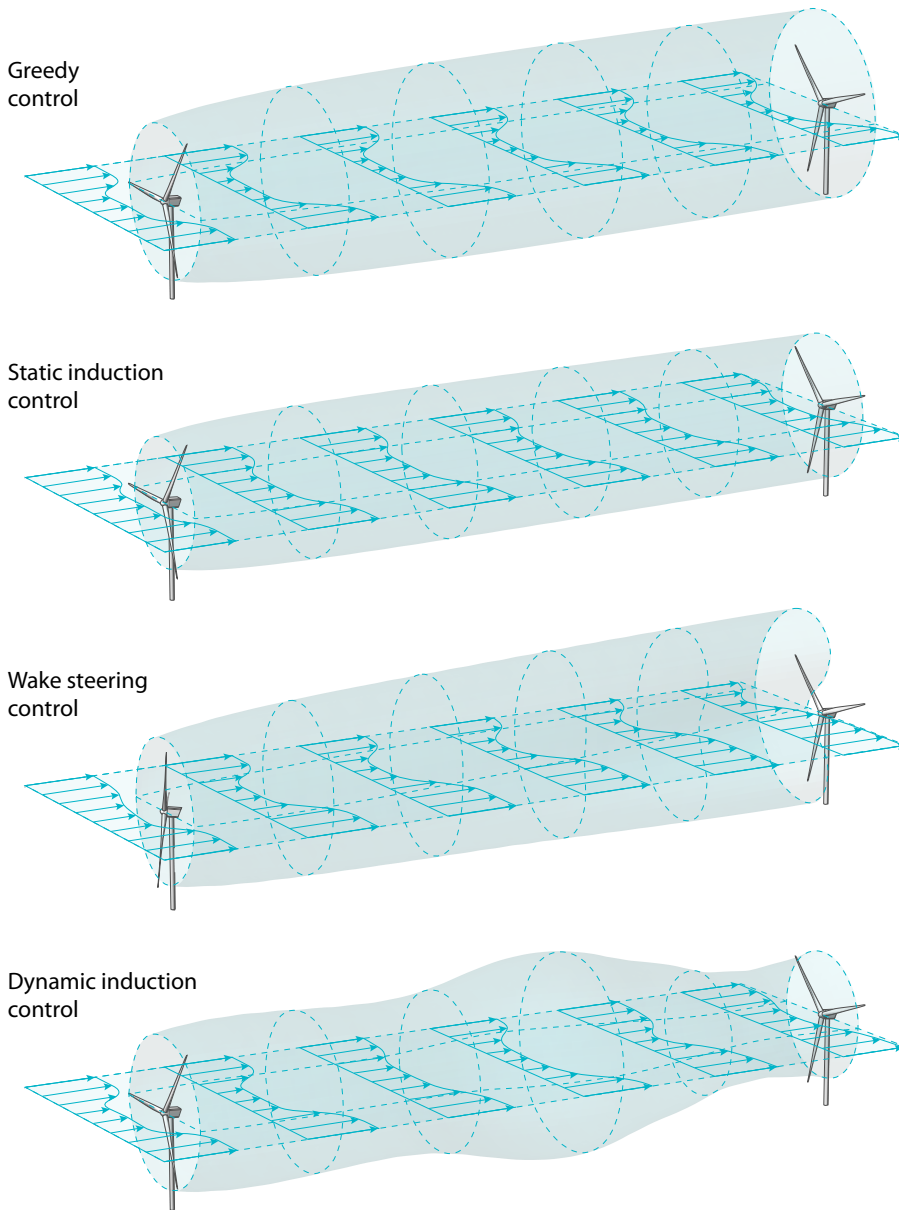 Greedy
control
Static induction
control
Wake steering
control
Dynamic induction
control